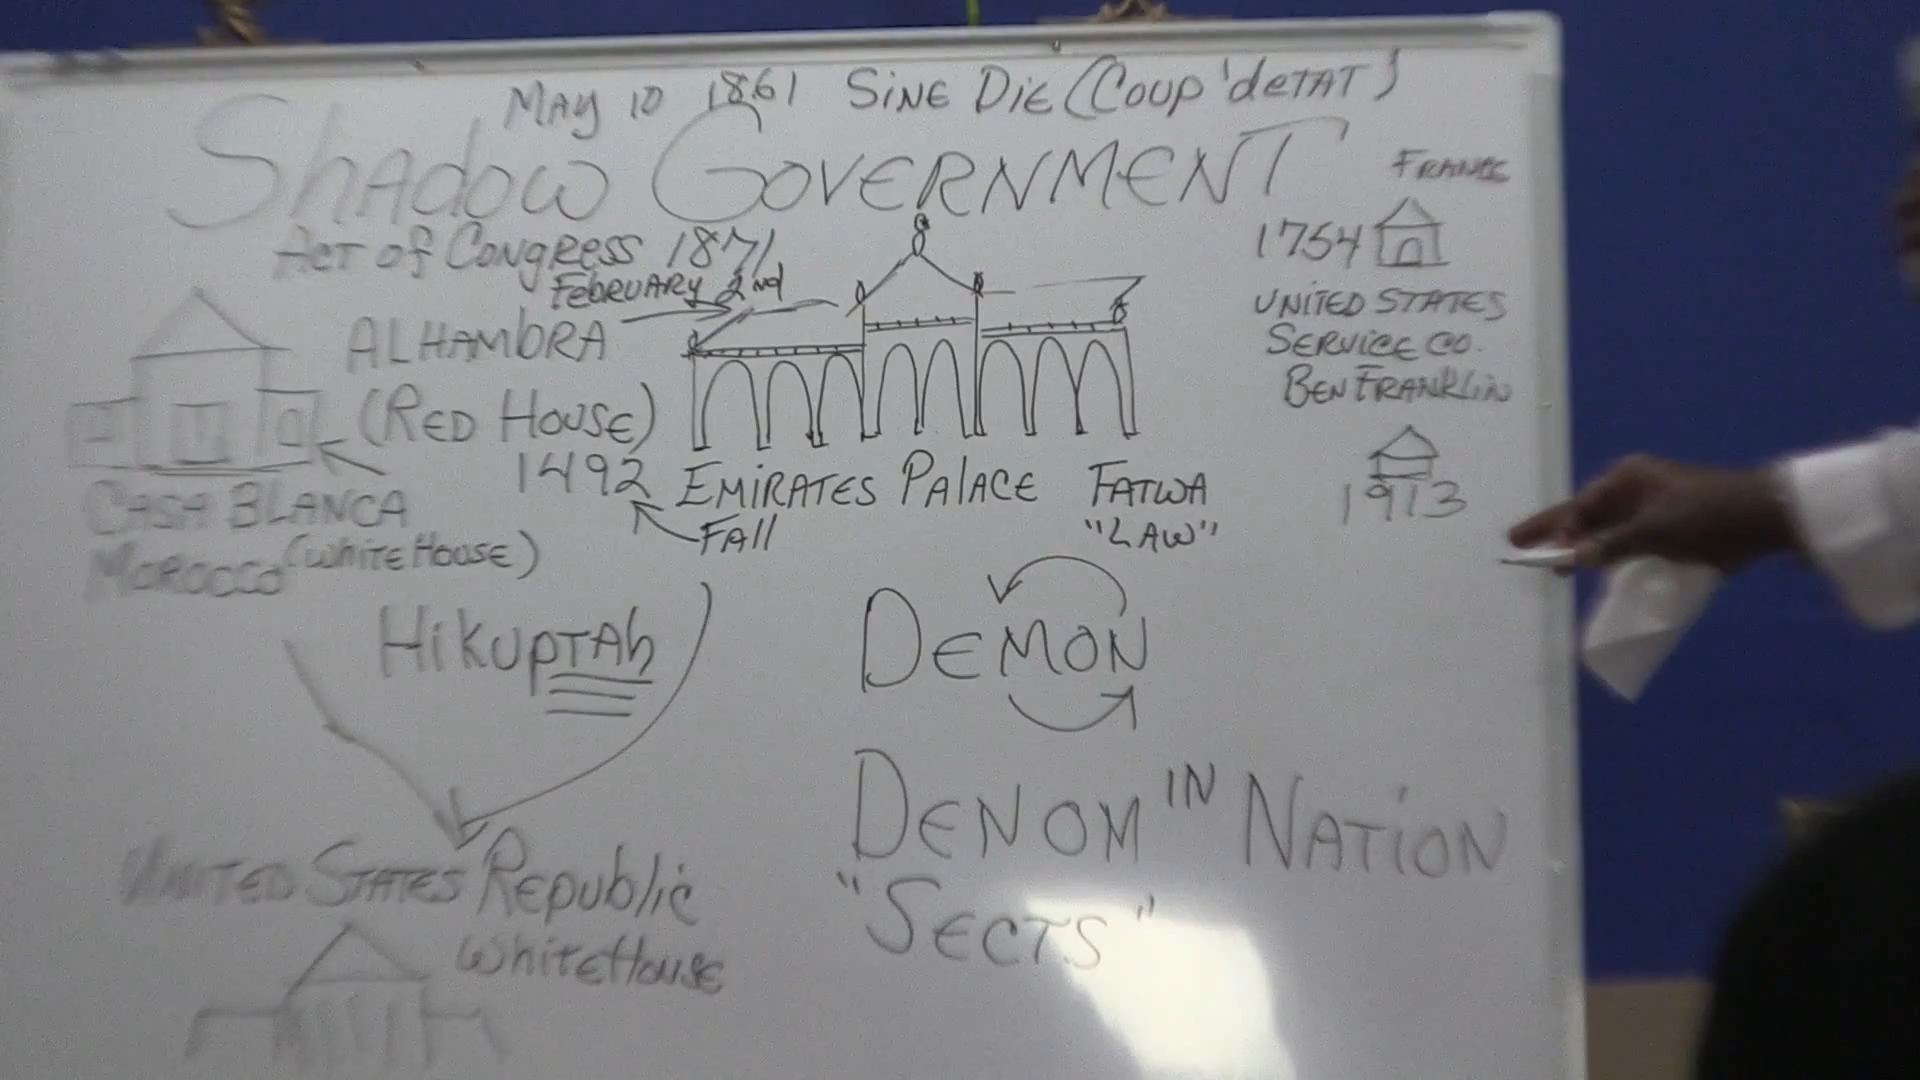 MAY 10 1861 SINE DIE (COUP 'dETAT)
ShAdow GOVERNMENT
ACT of CONGRESS 1871
FEbRUARY 2nd
ALHAMbRA
(RED HOUSE)
1492
FAll
EMIRATES PALACE
FATWA
"LAW"
CASA BLANCA
MOROCCO (WHITE HOUSE)
HiKUPTAh
UNITED STATES REPUbliC
WHITEHOUSE
FRANCE
1754
UNITED STATES
SERVICE CO.
BEN FRANKLIN
1913
DEMON
DENOM IN NATION
"SECTS"